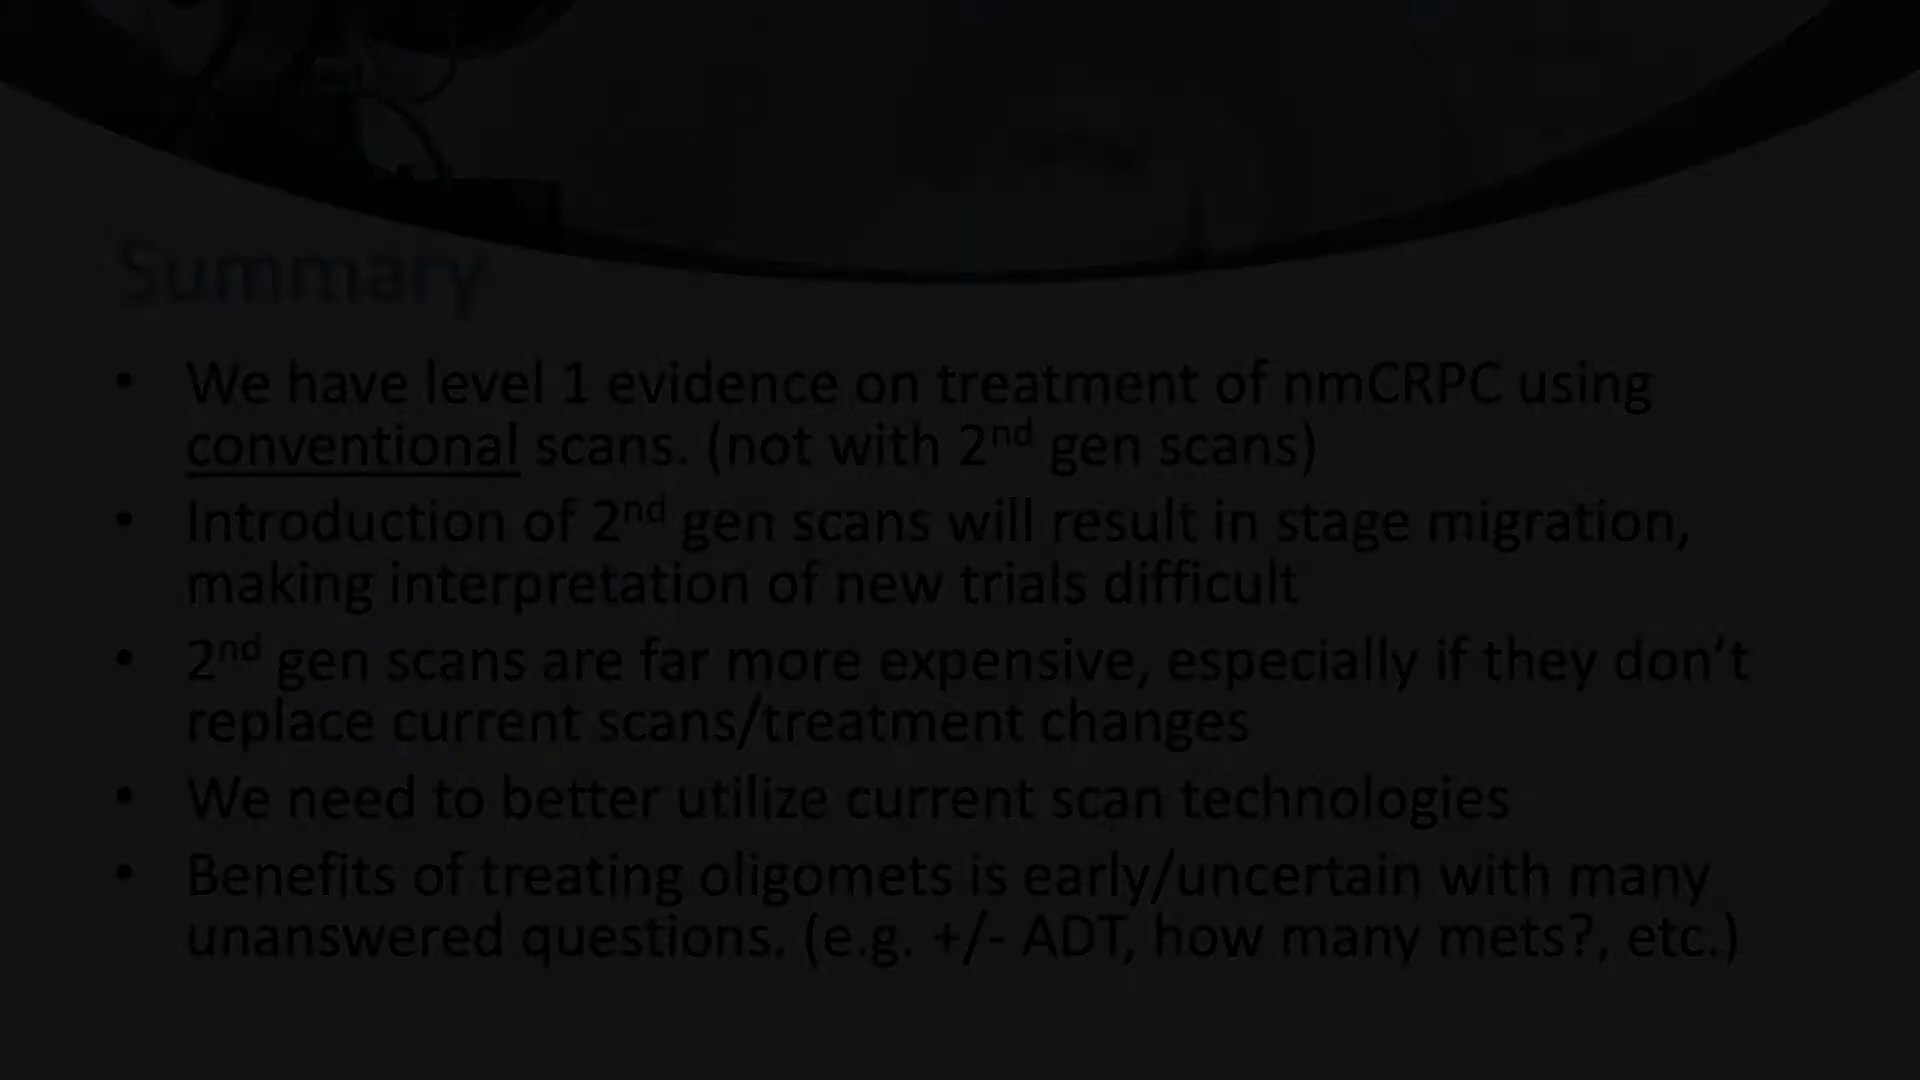 Summary
• We have level 1 evidence on treatment of nmCRPC using
conventional scans. (not with 2nd gen scans)
• Introduction of 2nd gen scans will result in stage migration,
making interpretation of new trials difficult
• 2nd gen scans are far more expensive, especially if they don’t
replace current scans/treatment changes
• We need to better utilize current scan technologies
• Benefits of treating oligomets is early/uncertain with many
unanswered questions. (e.g. +/- ADT, how many mets?, etc.)